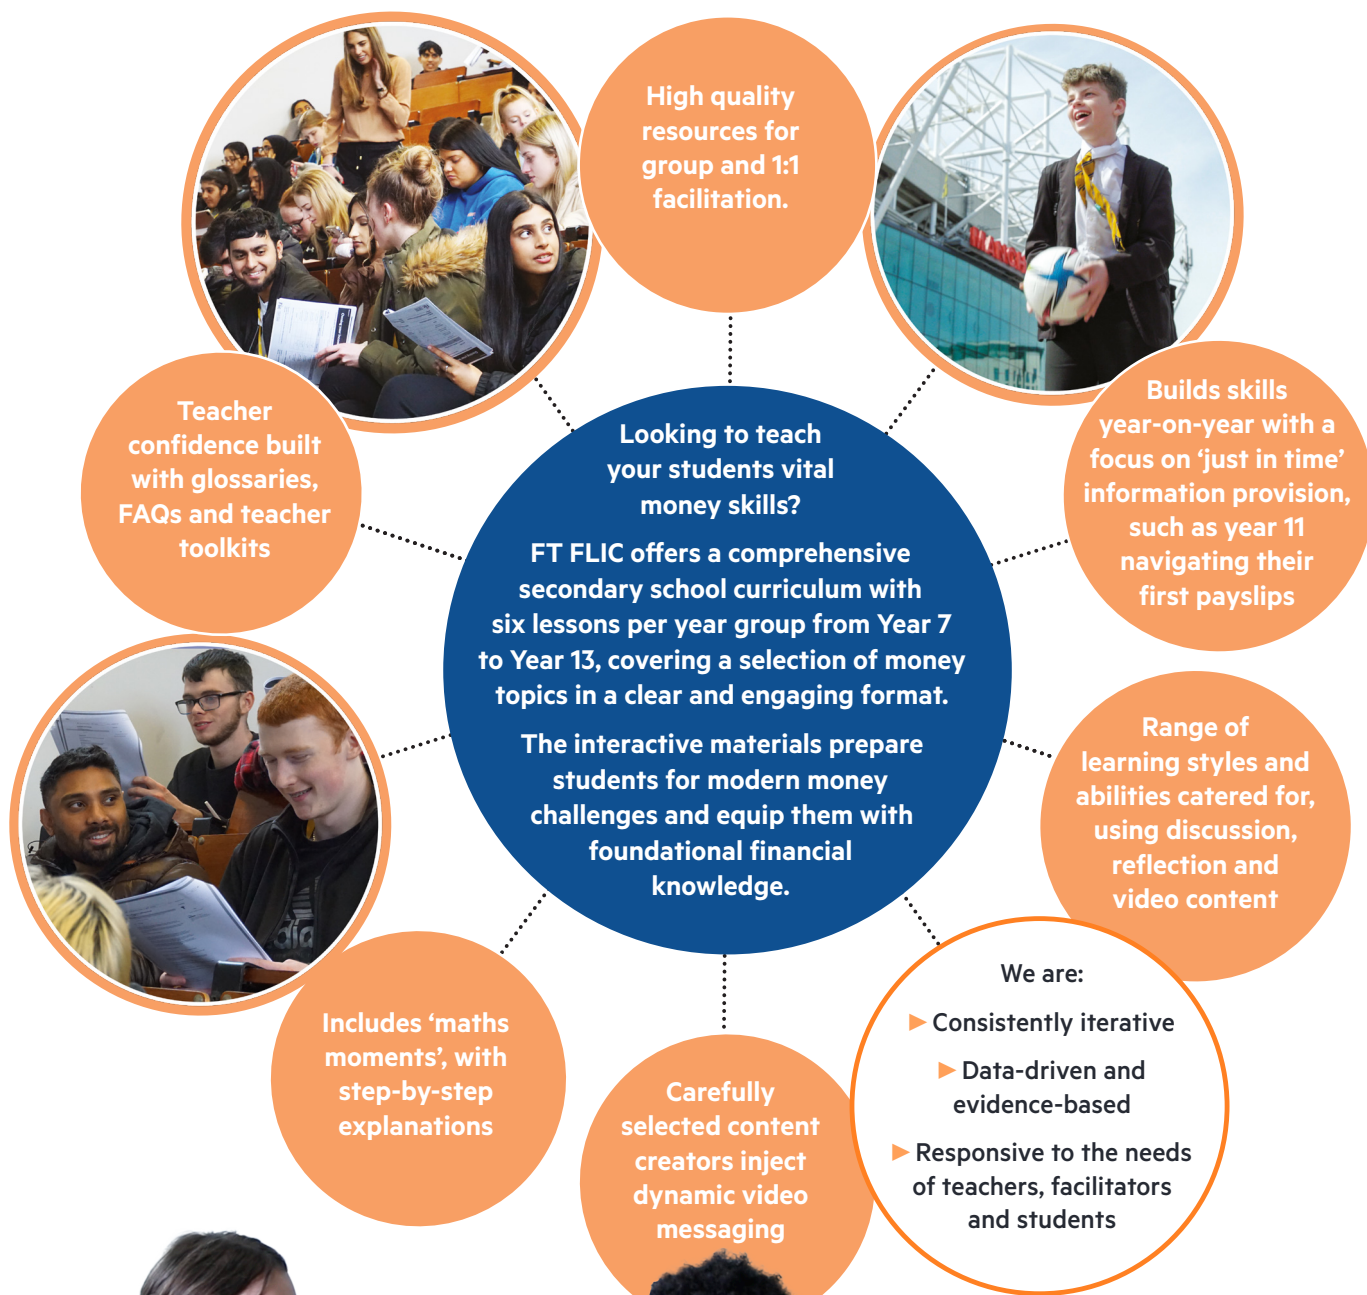 High quality
resources for
group and 1:1
facilitation.
Teacher
confidence built
with glossaries,
FAQs and teacher
toolkits
Looking to teach
your students vital
money skills?
FT FLIC offers a comprehensive
secondary school curriculum with
six lessons per year group from Year 7
to Year 13, covering a selection of money
topics in a clear and engaging format.
The interactive materials prepare
students for modern money
challenges and equip them with
foundational financial
knowledge.
Builds skills
year-on-year with a
focus on ‘just in time’
information provision,
such as year 11
navigating their
first payslips
Range of
learning styles and
abilities catered for,
using discussion,
reflection and
video content
We are:
▶ Consistently iterative
▶ Data-driven and
evidence-based
▶ Responsive to the needs
of teachers, facilitators
and students
Includes ‘maths
moments’, with
step-by-step
explanations
Carefully
selected content
creators inject
dynamic video
messaging